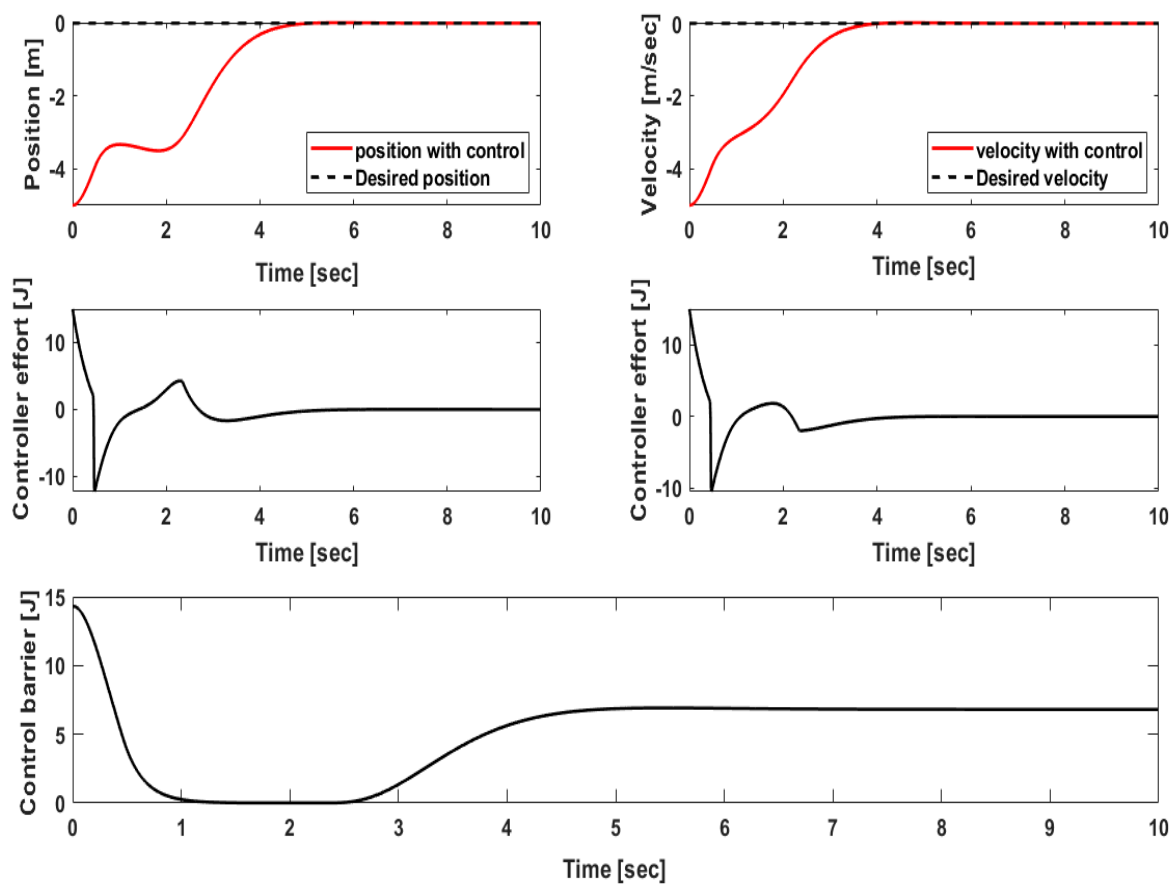 Position [m]
0
-2
-4
position with control
Desired position
0 2 4 6 8 10
Time [sec]
Velocity [m/sec]
0
-2
-4
velocity with control
Desired velocity
0 2 4 6 8 10
Time [sec]
Controller effort [J]
10
0
-10
0 2 4 6 8 10
Time [sec]
Controller effort [J]
10
0
-10
0 2 4 6 8 10
Time [sec]
Control barrier [J]
15
10
5
0
0 1 2 3 4 5 6 7 8 9 10
Time [sec]